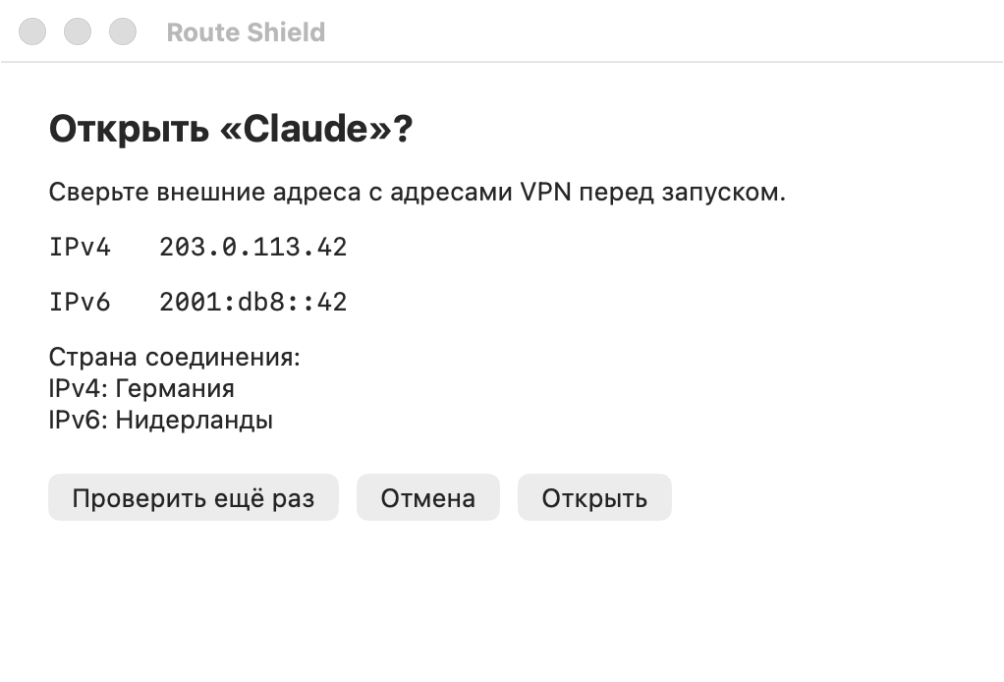 Route Shield
Открыть «Claude»?
Сверьте внешние адреса с адресами VPN перед запуском.
IPv4 203.0.113.42
IPv6 2001:db8::42
Страна соединения:
IPv4: Германия
IPv6: Нидерланды
Проверить ещё раз Отмена Открыть